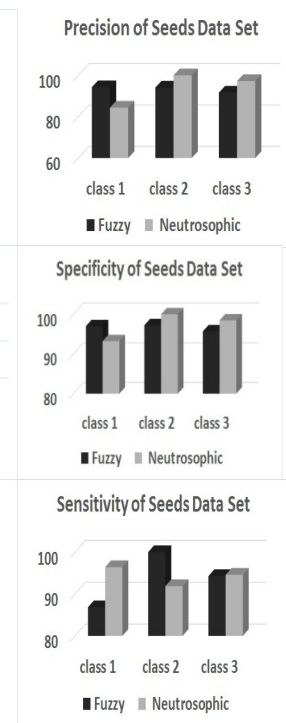 Precision of Seeds Data Set
100
80
60
class 1 class 2 class 3
Fuzzy Neutrosophic
Specificity of Seeds Data Set
100
90
80
class 1 class 2 class 3
Fuzzy Neutrosophic
Sensitivity of Seeds Data Set
100
90
80
class 1 class 2 class 3
Fuzzy Neutrosophic